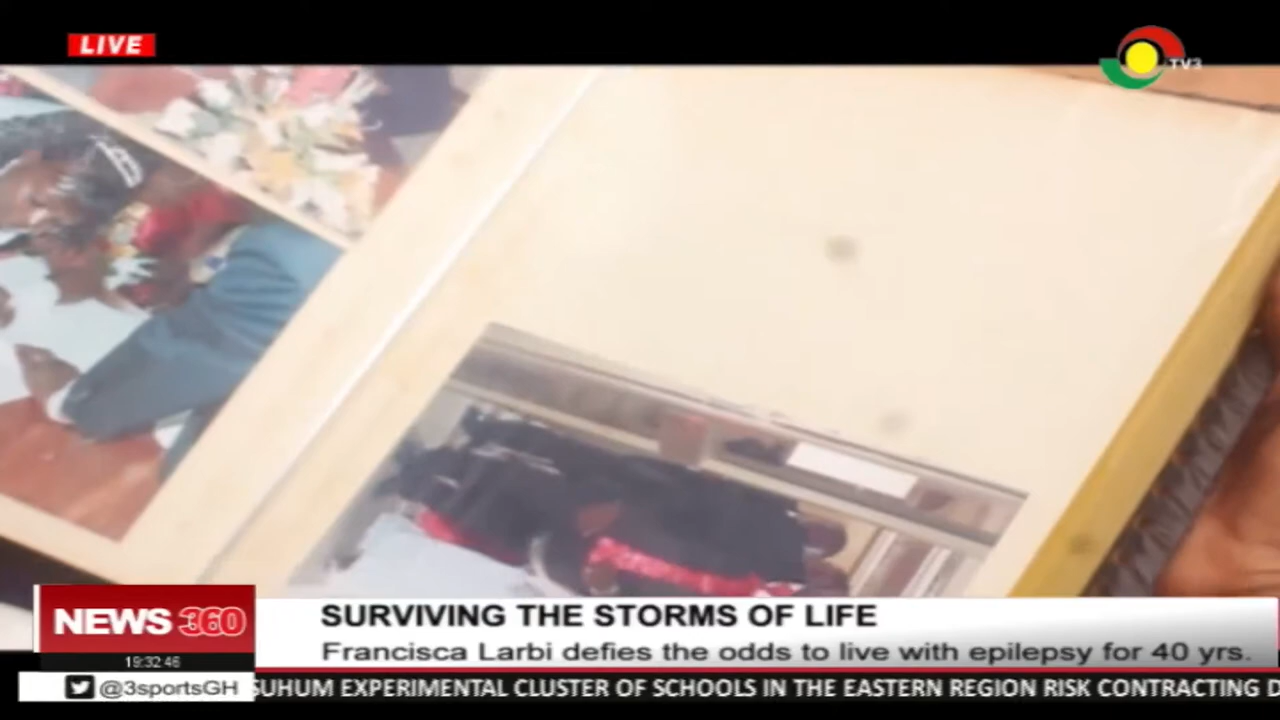 LIVE
TV3
SURVIVING THE STORMS OF LIFE
NEWS 360
Francisca Larbi defies the odds to live with epilepsy for 40 yrs.
19:32:46
@3sportsGH
SUHUM EXPERIMENTAL CLUSTER OF SCHOOLS IN THE EASTERN REGION RISK CONTRACTING